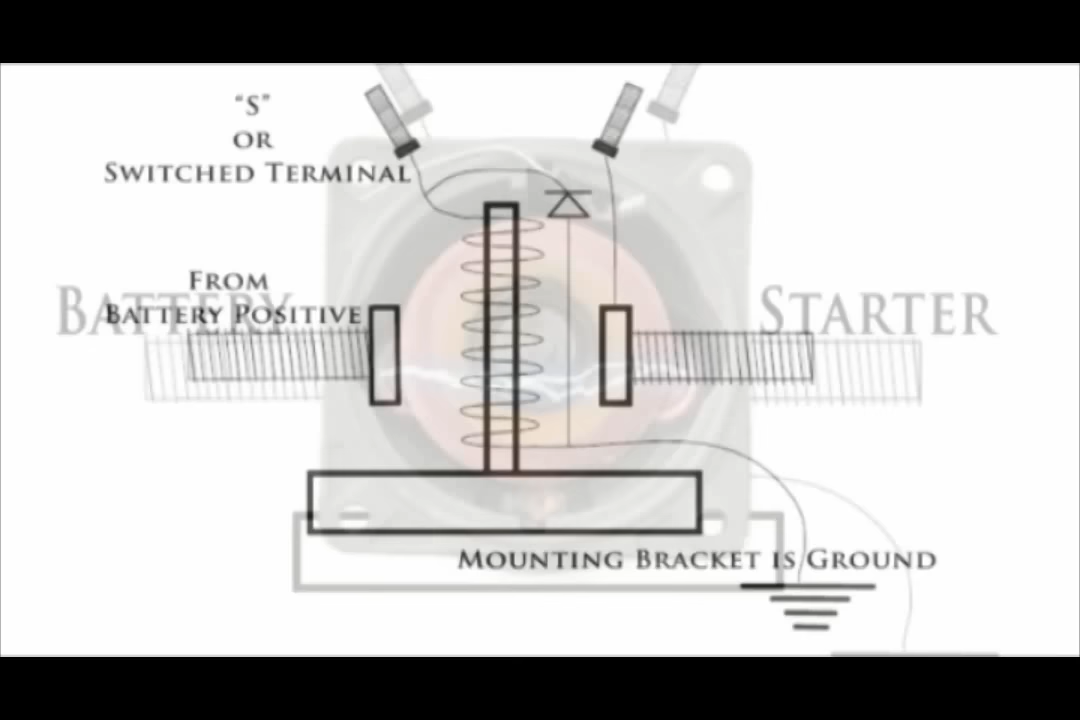 “S”
OR
SWITCHED TERMINAL
FROM
BATTERY POSITIVE
BATTERY
STARTER
MOUNTING BRACKET IS GROUND